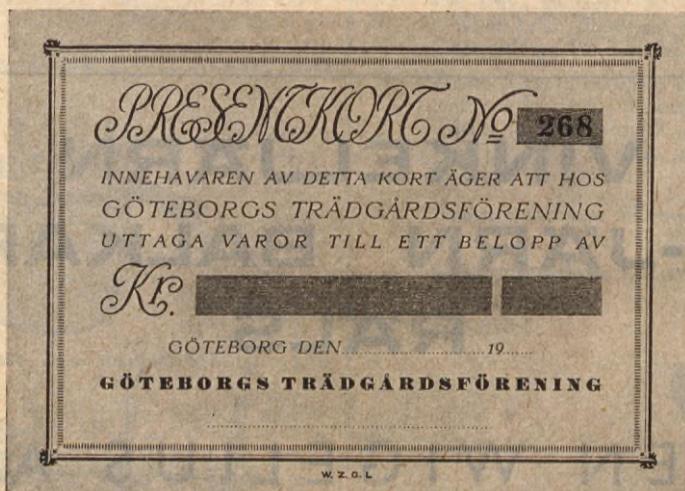 PRESENTKORT No 268
INNEHAVAREN AV DETTA KORT ÄGER ATT HOS
GÖTEBORGS TRÄDGÅRDSFÖRENING
UTTAGA VAROR TILL ETT BELOPP AV
Kr.
GÖTEBORG DEN..............................19......
GÖTEBORGS TRÄDGÅRDSFÖRENING
W. Z. G. L